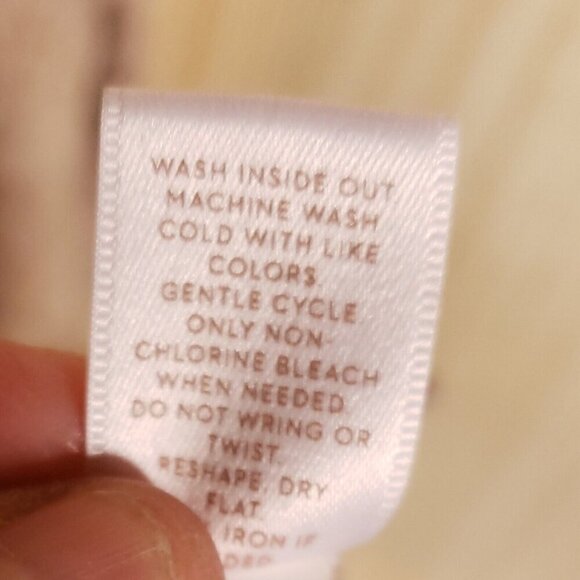 WASH INSIDE OUT
MACHINE WASH
COLD WITH LIKE
COLORS.
GENTLE CYCLE
ONLY NON-
CHLORINE BLEACH
WHEN NEEDED.
DO NOT WRING OR
TWIST.
RESHAPE, DRY
FLAT.
IRON IF